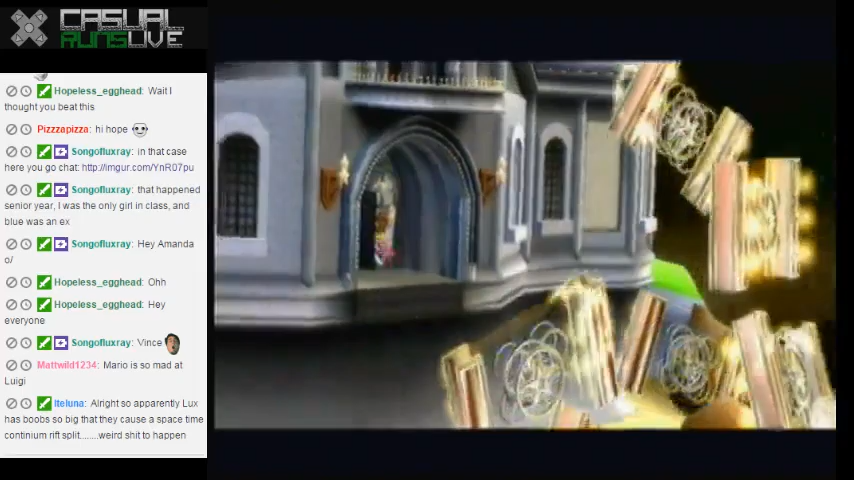 CASUAL
RUNSLIVE
Hopeless_egghead: Wait I
thought you beat this
Pizzzapizza: hi hope
Songofluxray: in that case
here you go chat: http://imgur.com/YnR07pu
Songofluxray: that happened
senior year, I was the only girl in class, and
blue was an ex
Songofluxray: Hey Amanda
o/
Hopeless_egghead: Ohh
Hopeless_egghead: Hey
everyone
Songofluxray: Vince
Mattwild1234: Mario is so mad at
Luigi
Iteluna: Alright so apparently Lux
has boobs so big that they cause a space time
continium rift split.......weird shit to happen